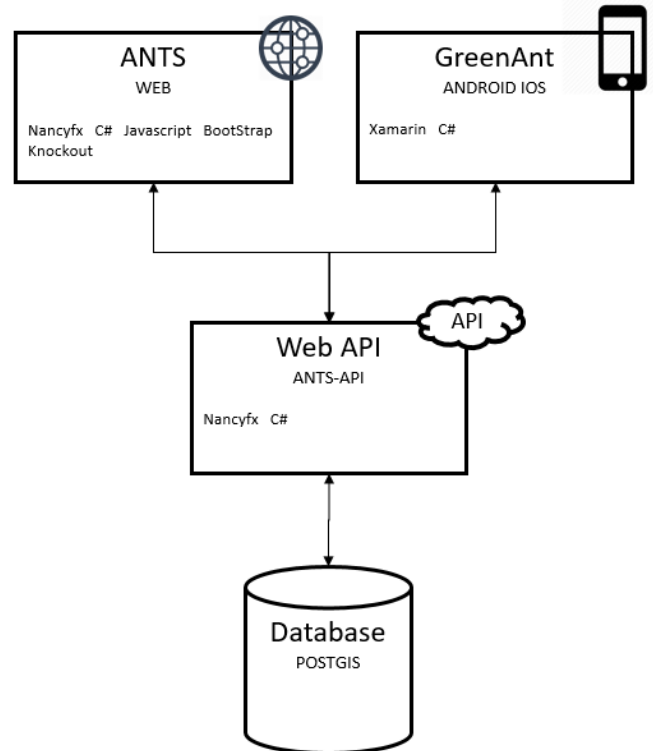 ANTS
WEB
Nancyfx C# Javascript BootStrap
Knockout
GreenAnt
ANDROID IOS
Xamarin C#
API
Web API
ANTS-API
Nancyfx C#
Database
POSTGIS